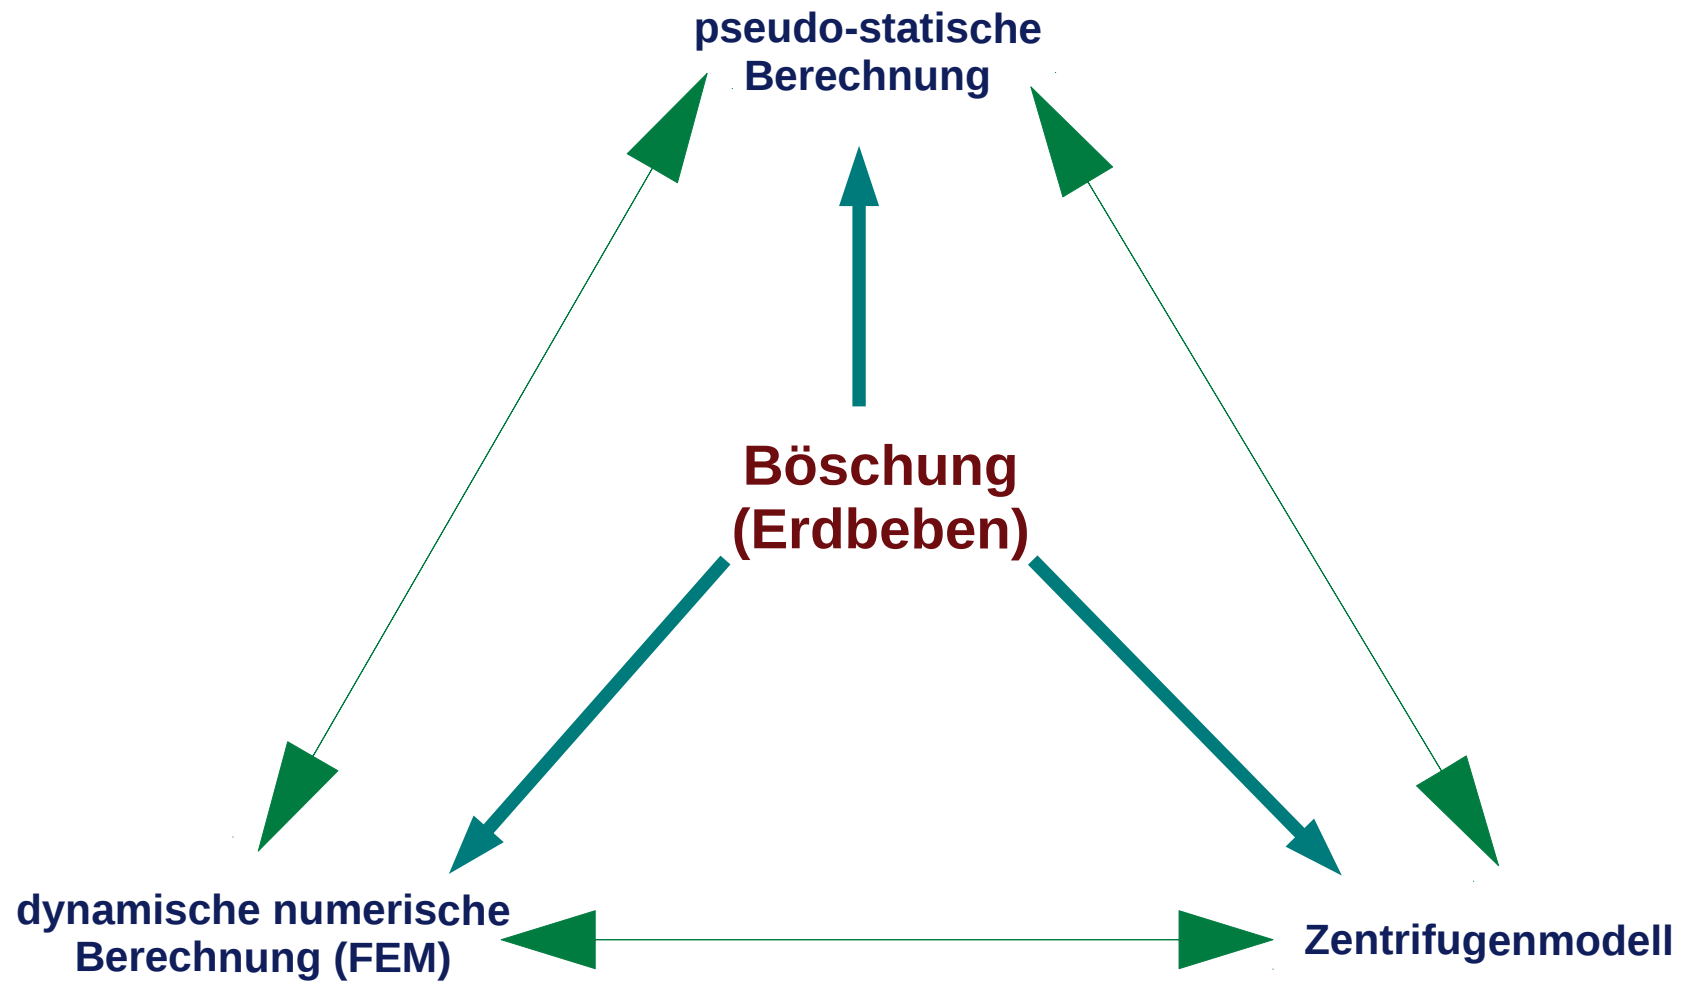 pseudo-statische
Berechnung
Böschung
(Erdbeben)
dynamische numerische
Berechnung (FEM)
Zentrifugenmodell